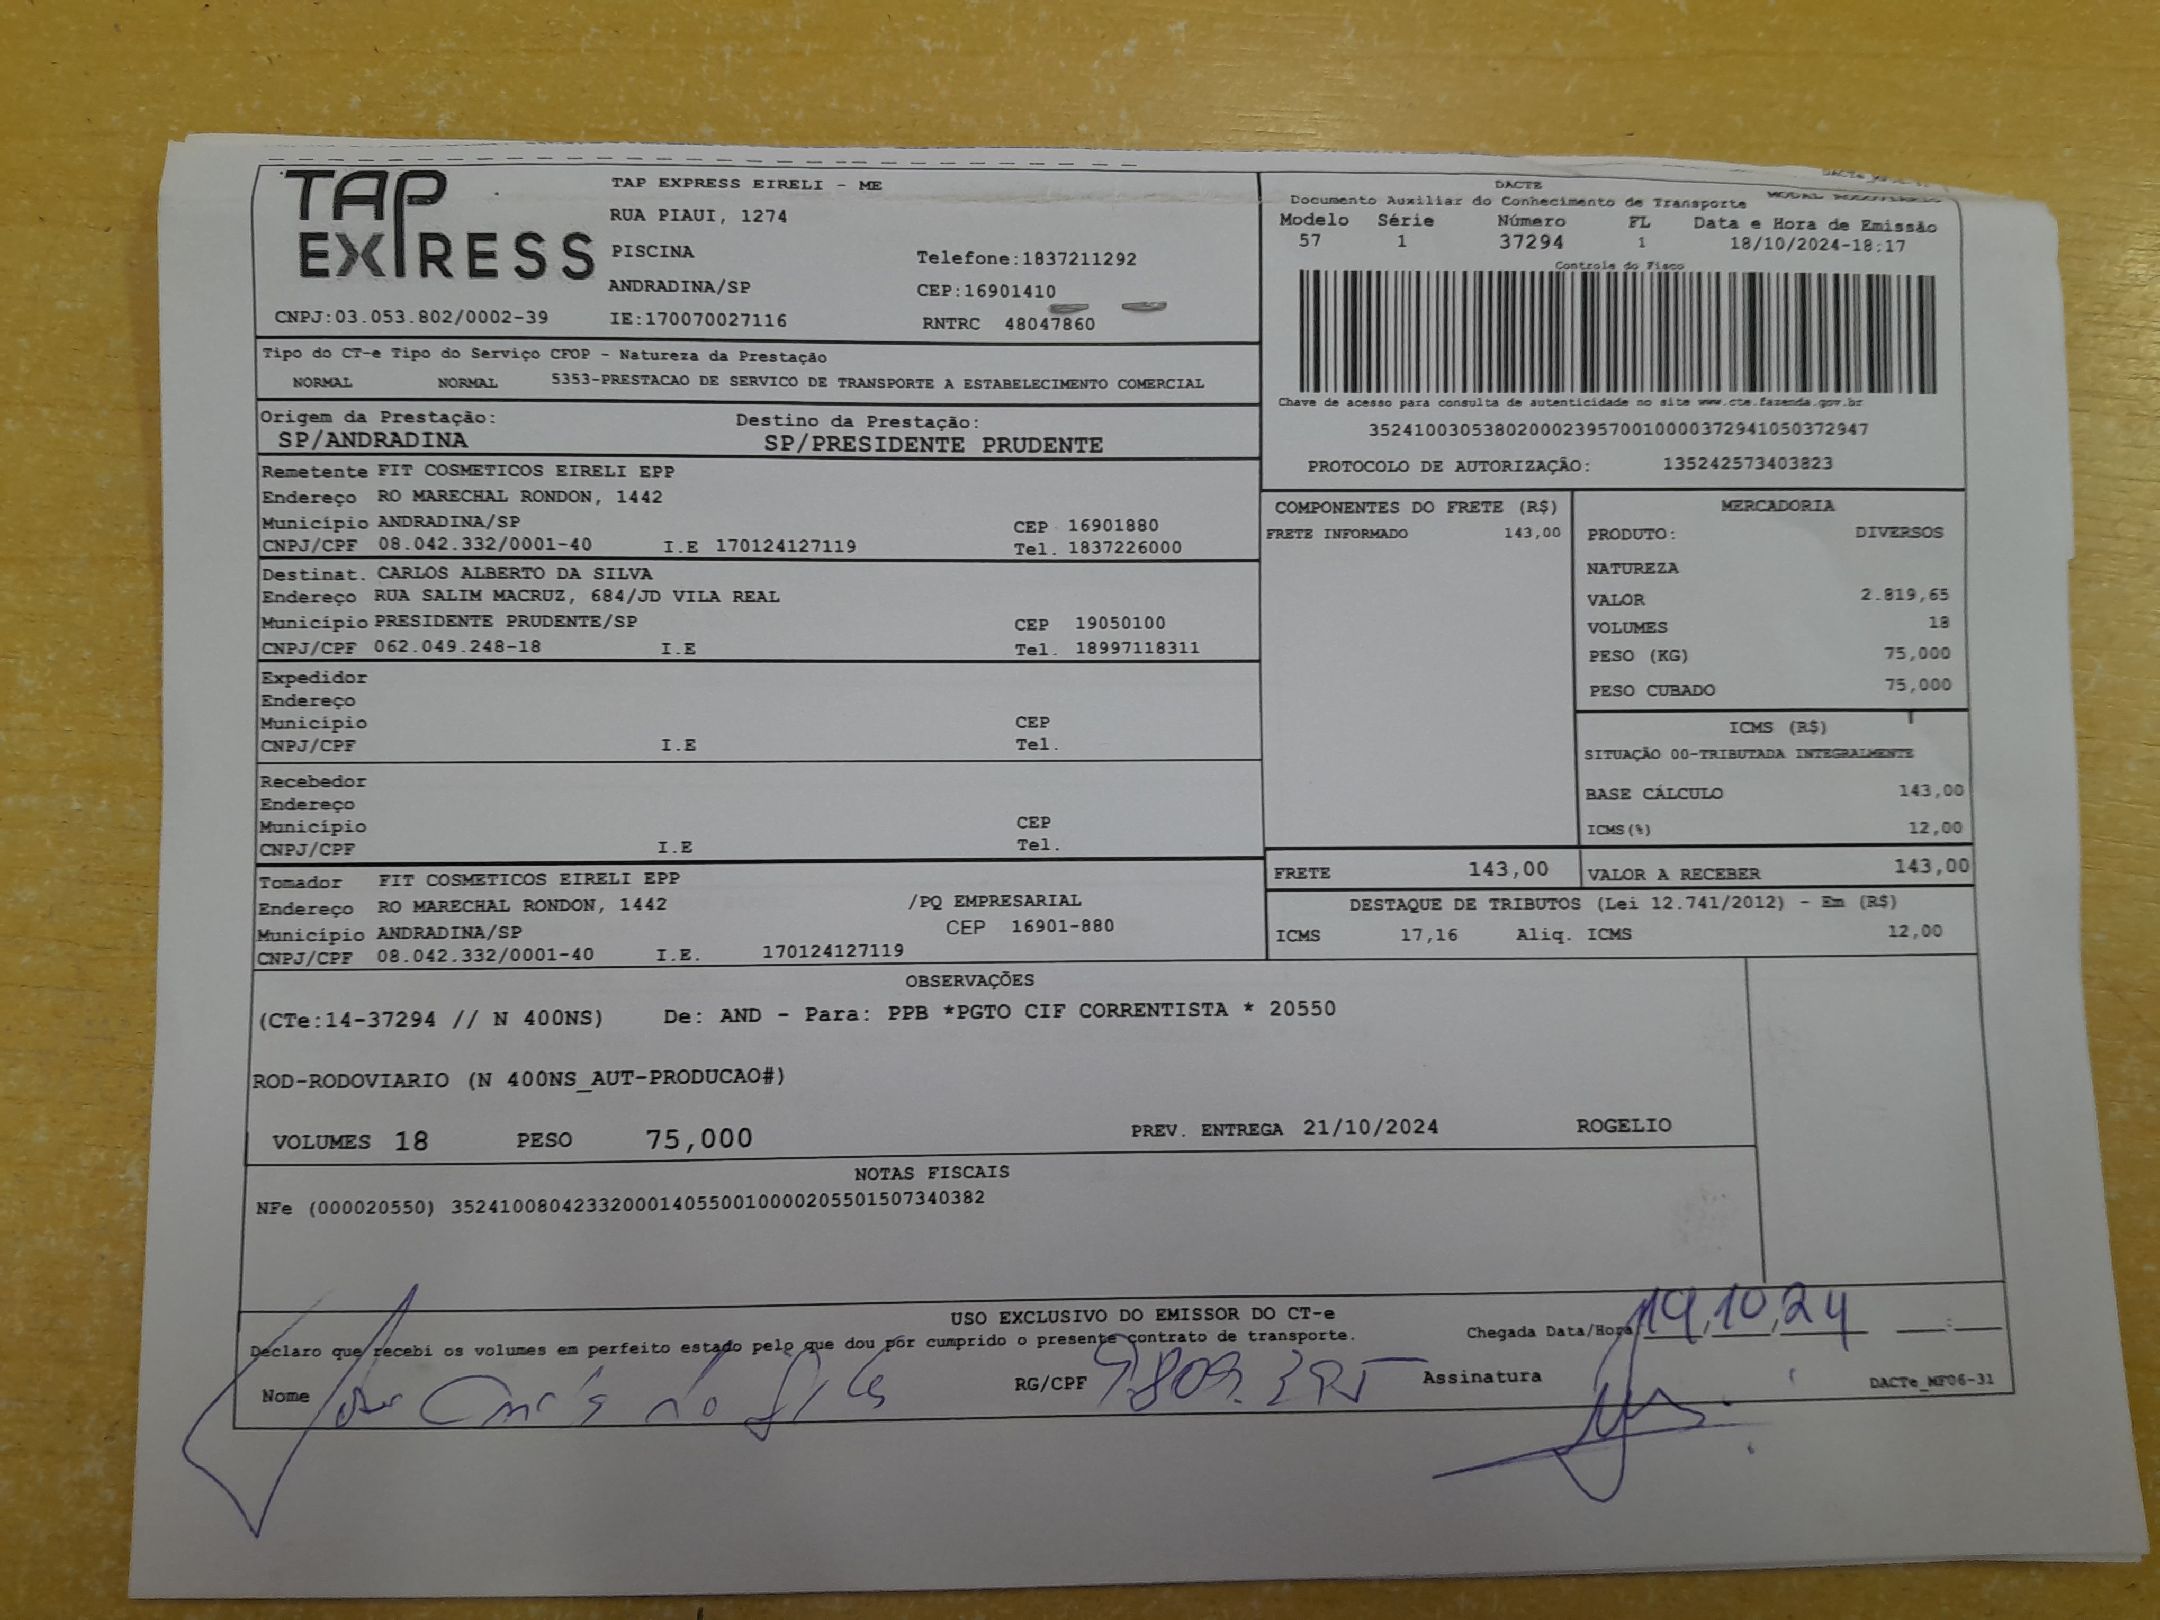 TAP
EXPRESS
TAP EXPRESS EIRELI - ME
RUA PIAUI, 1274
PISCINA
Telefone:1837211292
ANDRADINA/SP
CEP:16901410
CNPJ:03.053.802/0002-39
IE:170070027116
RNTRC 48047860
DACTE
Documento Auxiliar do Conhecimento de Transporte
Modelo Série Número FL Data e Hora de Emissão
57 1 37294 1 18/10/2024-18:17
Controle do Fisco
Chave de acesso para consulta de autenticidade no site www.cte.fazenda.gov.br
35241003053802000239570010000372941050372947
PROTOCOLO DE AUTORIZAÇÃO: 135242573403823
Tipo do CT-e Tipo do Serviço CFOP - Natureza da Prestação
NORMAL NORMAL 5353-PRESTACAO DE SERVICO DE TRANSPORTE A ESTABELECIMENTO COMERCIAL
Origem da Prestação: Destino da Prestação:
SP/ANDRADINA SP/PRESIDENTE PRUDENTE
Remetente FIT COSMETICOS EIRELI EPP
Endereço RO MARECHAL RONDON, 1442
Município ANDRADINA/SP CEP 16901880
CNPJ/CPF 08.042.332/0001-40 I.E 170124127119 Tel. 1837226000
Destinat. CARLOS ALBERTO DA SILVA
Endereço RUA SALIM MACRUZ, 684/JD VILA REAL
Município PRESIDENTE PRUDENTE/SP CEP 19050100
CNPJ/CPF 062.049.248-18 I.E Tel. 18997118311
Expedidor
Endereço
Município CEP
CNPJ/CPF I.E Tel.
Recebedor
Endereço
Município CEP
CNPJ/CPF I.E Tel.
Tomador FIT COSMETICOS EIRELI EPP
Endereço RO MARECHAL RONDON, 1442 /PQ EMPRESARIAL
Município ANDRADINA/SP CEP 16901-880
CNPJ/CPF 08.042.332/0001-40 I.E. 170124127119
COMPONENTES DO FRETE (R$)
FRETE INFORMADO 143,00
MERCADORIA
PRODUTO: DIVERSOS
NATUREZA
VALOR 2.819,65
VOLUMES 18
PESO (KG) 75,000
PESO CUBADO 75,000
ICMS (R$)
SITUAÇÃO 00-TRIBUTADA INTEGRALMENTE
BASE CÁLCULO 143,00
ICMS(%) 12,00
FRETE 143,00 VALOR A RECEBER 143,00
DESTAQUE DE TRIBUTOS (Lei 12.741/2012) - Em (R$)
ICMS 17,16 Aliq. ICMS 12,00
OBSERVAÇÕES
(CTe:14-37294 // N 400NS) De: AND - Para: PPB *PGTO CIF CORRENTISTA * 20550
ROD-RODOVIARIO (N 400NS_AUT-PRODUCAO#)
VOLUMES 18 PESO 75,000 PREV. ENTREGA 21/10/2024 ROGELIO
NOTAS FISCAIS
NFe (000020550) 35241008042332000140550010000205501507340382
USO EXCLUSIVO DO EMISSOR DO CT-e
Declaro que recebi os volumes em perfeito estado pelo que dou por cumprido o presente contrato de transporte.
Chegada Data/Hora 19,10,24 :
Nome RG/CPF Assinatura
DACTe_MF06-31